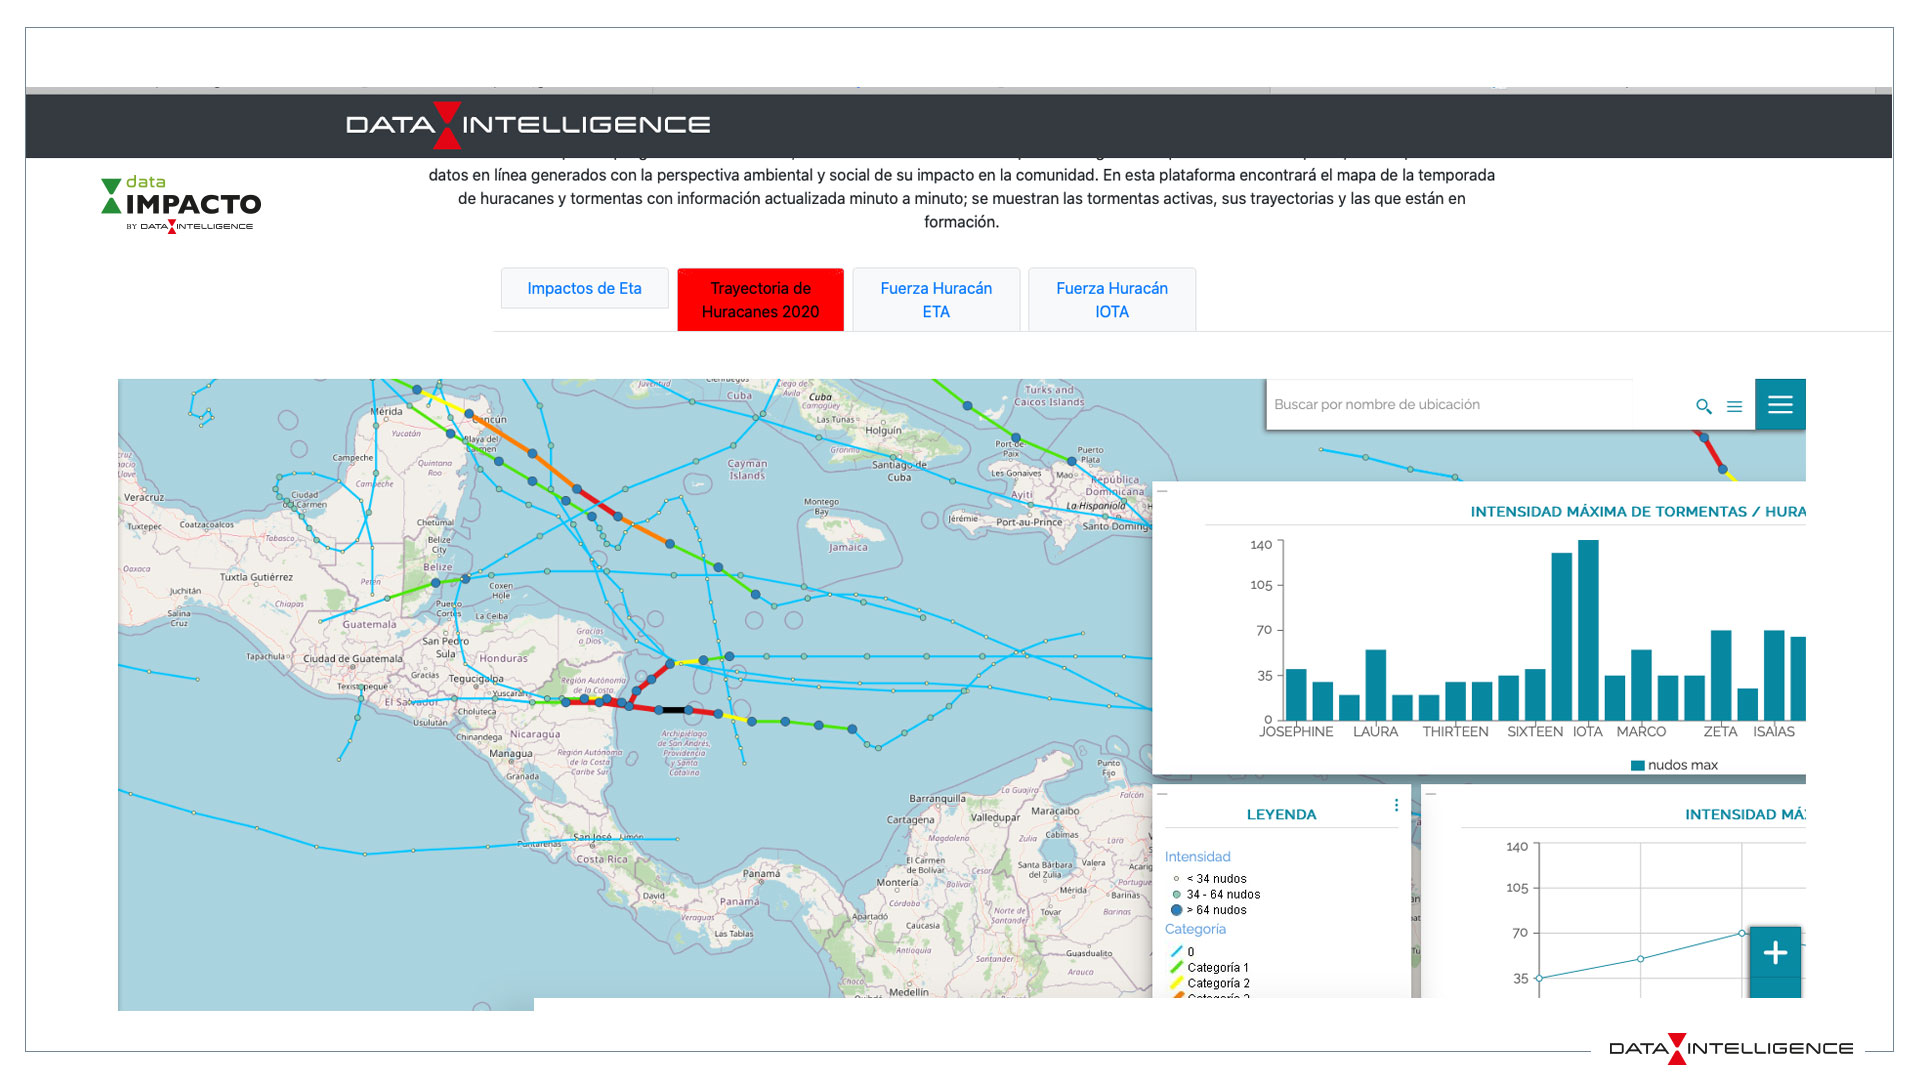 DATA INTELLIGENCE
data
IMPACTO
BY DATA INTELLIGENCE
datos en línea generados con la perspectiva ambiental y social de su impacto en la comunidad. En esta plataforma encontrará el mapa de la temporada
de huracanes y tormentas con información actualizada minuto a minuto; se muestran las tormentas activas, sus trayectorias y las que están en
formación.
Impactos de Eta
Trayectoria de
Huracanes 2020
Fuerza Huracán
ETA
Fuerza Huracán
IOTA
Buscar por nombre de ubicación
Mérida
Yucatán
Playa del
Carmen
Campeche
Quintana
Roo
Campeche
Ciudad
del Carmen
Veracruz
Tuxtepec
Coatzacoalcos
Tabasco
Chetumal
Belize
City
Belize
Petén
Oaxaca
Tuxtla Gutiérrez
Juchitán
Salina
Cruz
Chiapas
Coxen
Hole
Puerto
Cortés
La Ceiba
Guatemala
San Pedro
Sula
Gracias
a Dios
Honduras
Tapachula
Ciudad de Guatemala
Gracias
Tegucigalpa
Yuscarán
El Salvador
Usulután
Choluteca
Chinandega
Nicaragua
Managua
Granada
Región Autónoma
de la Costa
Región Autónoma
de la Costa
Caribe Sur
Archipiélago
de San Andrés,
Providencia
y Santa
Catalina
San José
Limón
Puntarenas
Costa Rica
David
Panamá
Panamá
Veraguas
Las Tablas
Cuba
Cuba
Ciego de
Ávila
Camagüey
Las Tunas
Holguín
Granma
Santiago de
Cuba
Cayman
Islands
Montego
Bay
Jamaica
Turks and
Caicos Islands
Port-de-
Paix
Puerto
Plata
Les Gonaïves
Mao
República
Dominicana
Ayiti
La Hispaniola
Jérémie
Port-au-Prince
Santo Domingo
Barranquilla
Cartagena
La Guajira
Valledupar
Maracaibo
Punto
Fijo
Falcón
Magdalena
Zulia
Cabimas
Lara
El Carmen
de Bolívar
Cesar
Santa Bárbara
del Zulia
Valera
Montería
Bolívar
Mérida
Barinas
Córdoba
Tovar
Barinas
Apartadó
Caucasia
Norte de
Santander
Antioquia
Santander
Guasdualito
Arauca
Medellín
INTENSIDAD MÁXIMA DE TORMENTAS / HURA
140
105
70
35
0
JOSEPHINE LAURA THIRTEEN SIXTEEN IOTA MARCO ZETA ISAIAS
nudos max
LEYENDA
Intensidad
< 34 nudos
34 - 64 nudos
> 64 nudos
Categoría
0
Categoría 1
Categoría 2
INTENSIDAD MÁ
140
105
70
35
+
DATA INTELLIGENCE